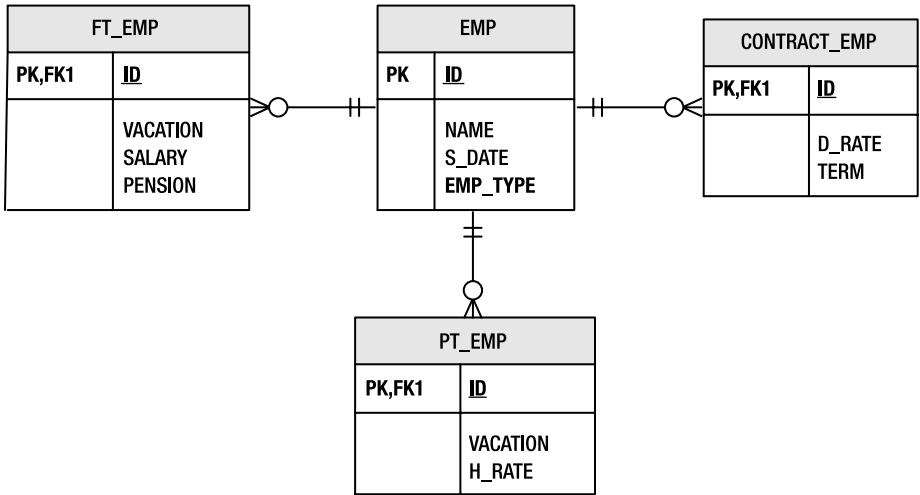 FT_EMP
PK,FK1 ID
VACATION
SALARY
PENSION
EMP
PK ID
NAME
S_DATE
EMP_TYPE
CONTRACT_EMP
PK,FK1 ID
D_RATE
TERM
PT_EMP
PK,FK1 ID
VACATION
H_RATE